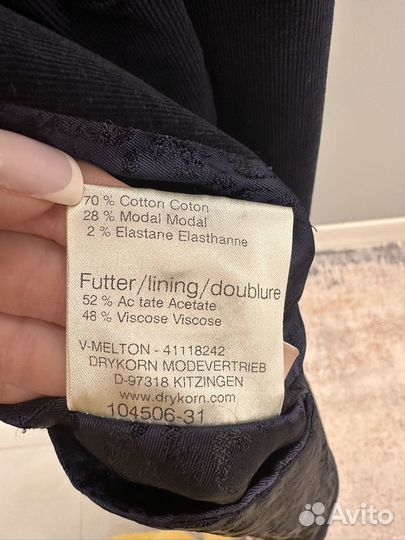 70 % Cotton Coton
28 % Modal Modal
2 % Elastane Elasthanne
Futter/lining/doublure
52 % Ac tate Acetate
48 % Viscose Viscose
V-MELTON - 41118242
DRYKORN MODEVERTRIEB
D-97318 KITZINGEN
www.drykorn.com
104506-31
Avito